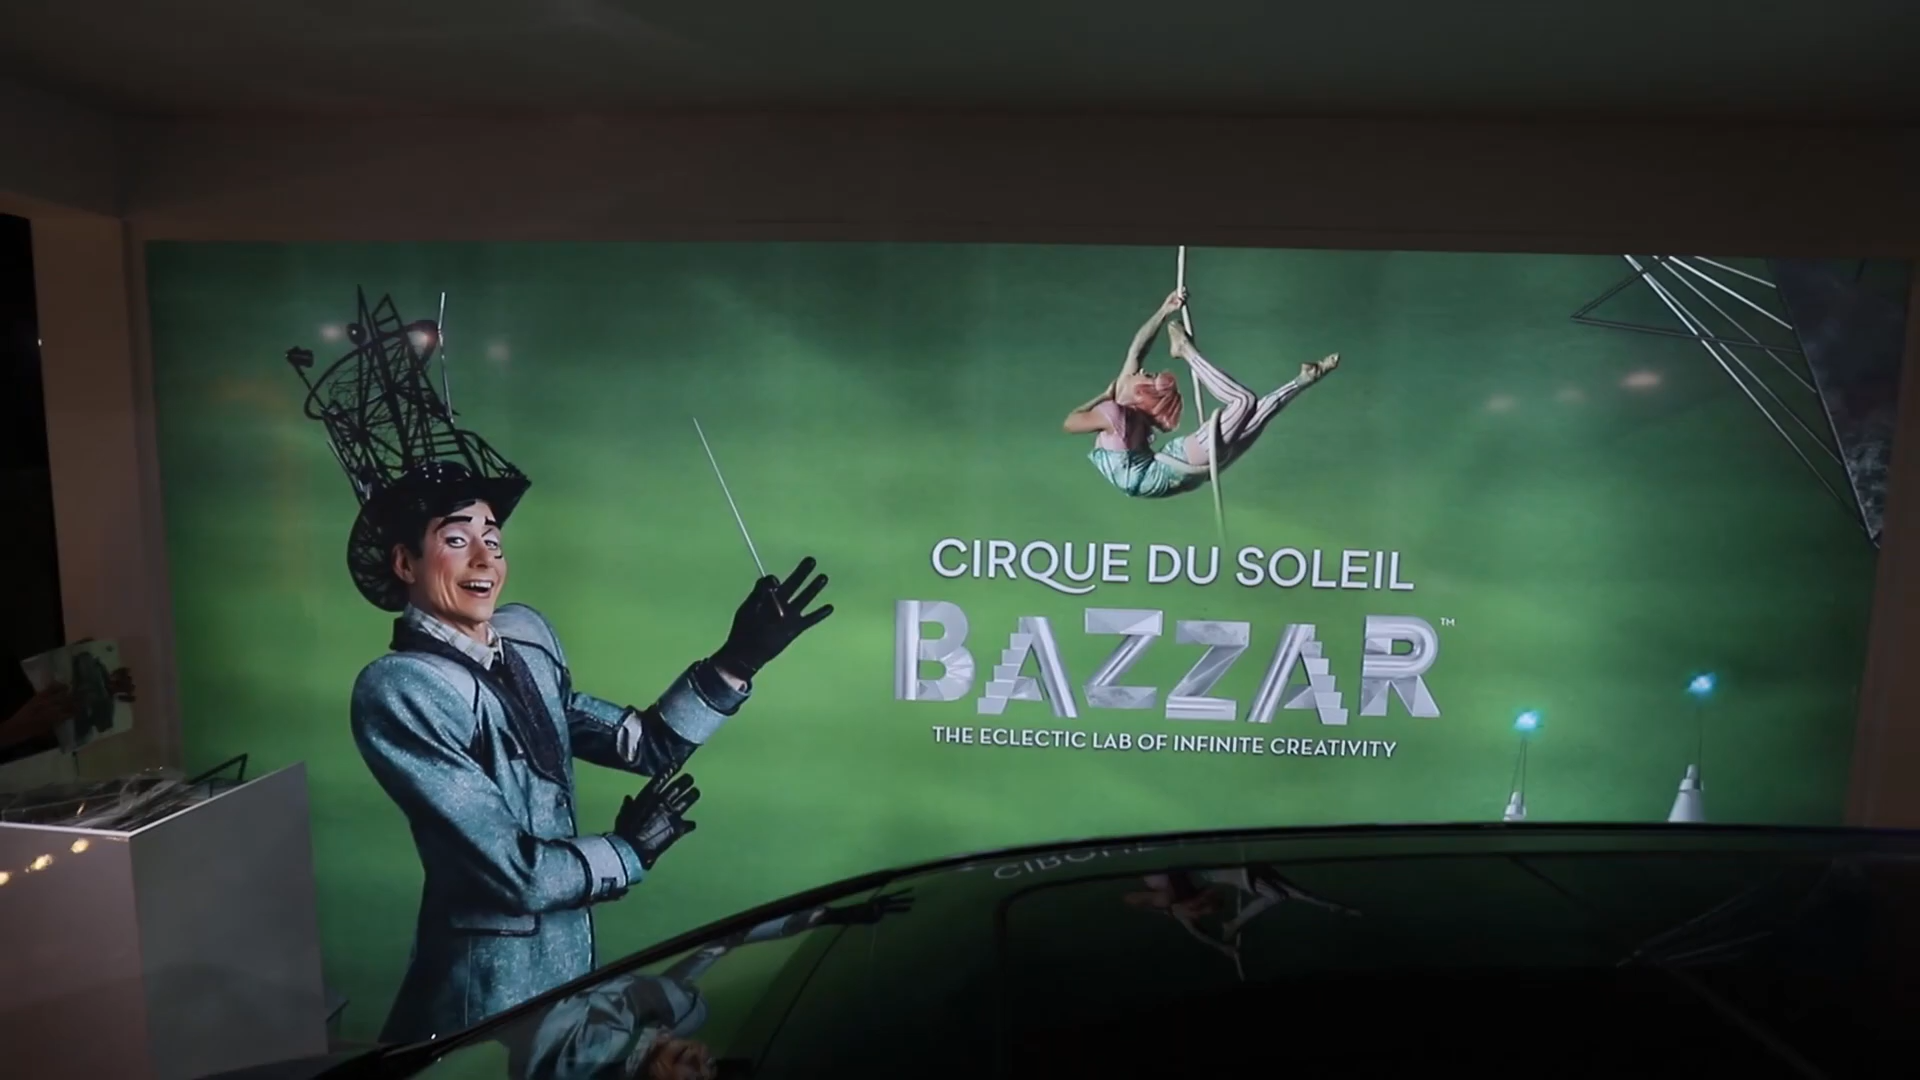 CIRQUE DU SOLEIL
BAZZAR™
THE ECLECTIC LAB OF INFINITE CREATIVITY